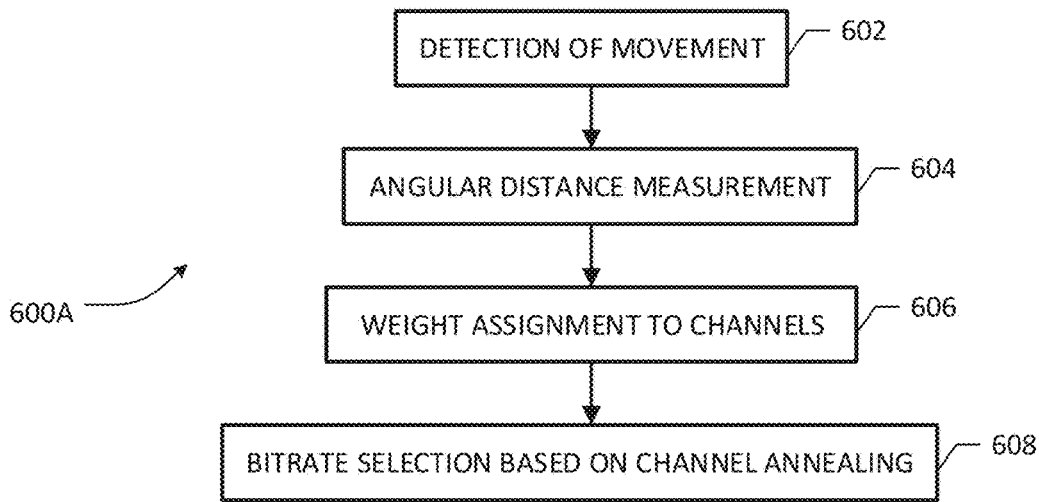 DETECTION OF MOVEMENT
602
ANGULAR DISTANCE MEASUREMENT
604
600A
WEIGHT ASSIGNMENT TO CHANNELS
606
BITRATE SELECTION BASED ON CHANNEL ANNEALING
608